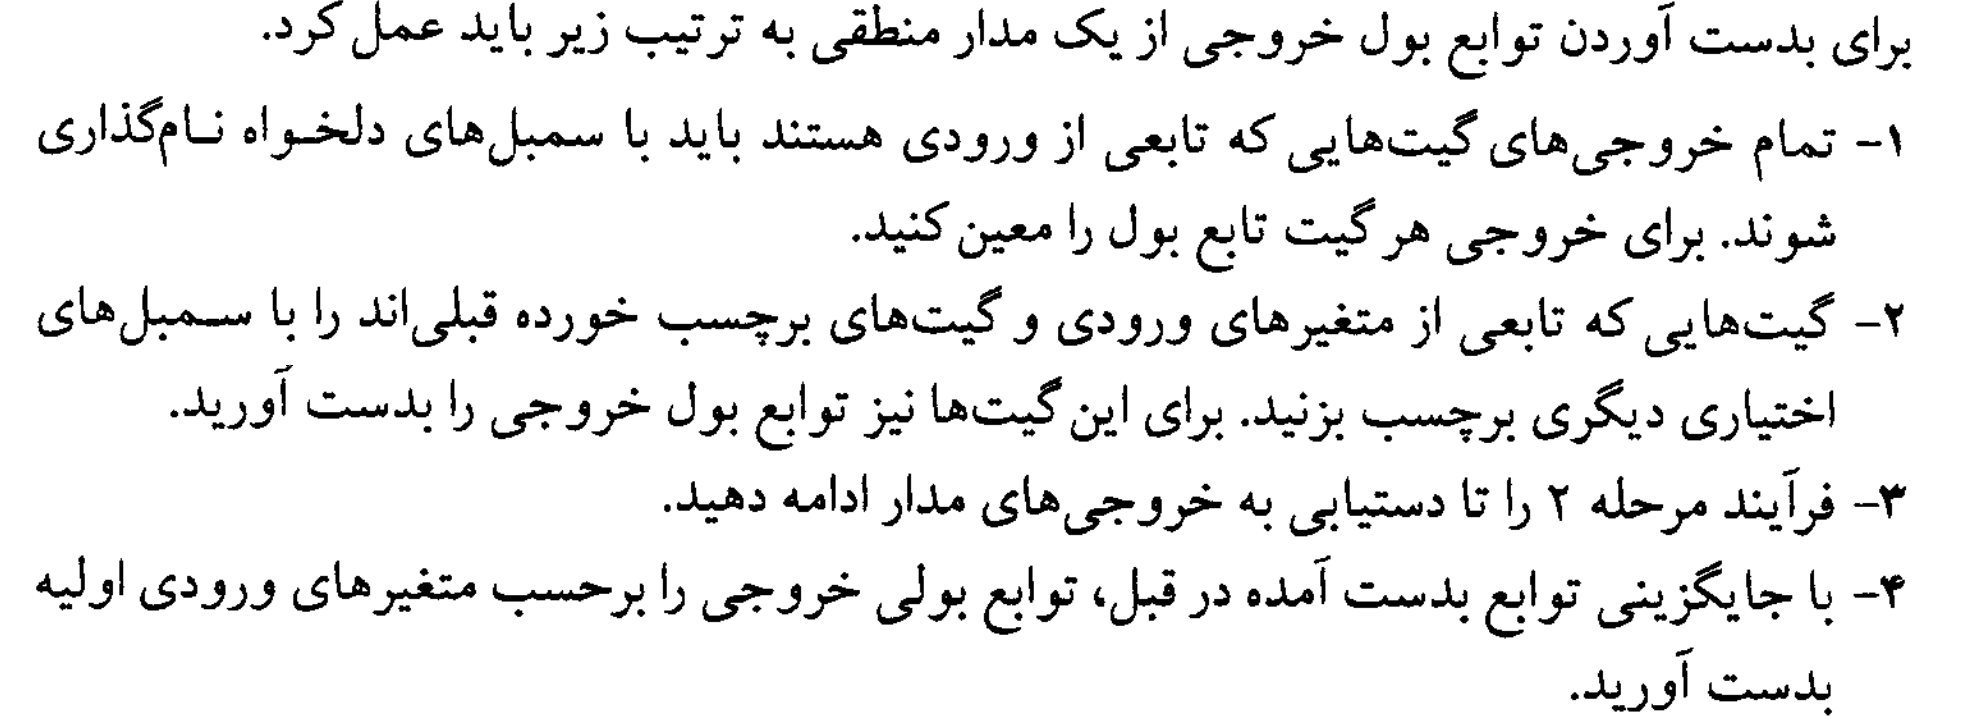 برای بدست آوردن توابع بول خروجی از یک مدار منطقی به ترتیب زیر باید عمل کرد.
۱- تمام خروجی‌های گیت‌هایی که تابعی از ورودی هستند باید با سمبل‌های دلخـواه نـام‌گذاری
شوند. برای خروجی هر گیت تابع بول را معین کنید.
۲- گیت‌هایی که تابعی از متغیرهای ورودی و گیت‌های برچسب خورده قبلی‌اند را با سـمبل‌های
اختیاری دیگری برچسب بزنید. برای این گیت‌ها نیز توابع بول خروجی را بدست آورید.
۳- فرآیند مرحله ۲ را تا دستیابی به خروجی‌های مدار ادامه دهید.
۴- با جایگزینی توابع بدست آمده در قبل، توابع بولی خروجی را برحسب متغیرهای ورودی اولیه
بدست آورید.